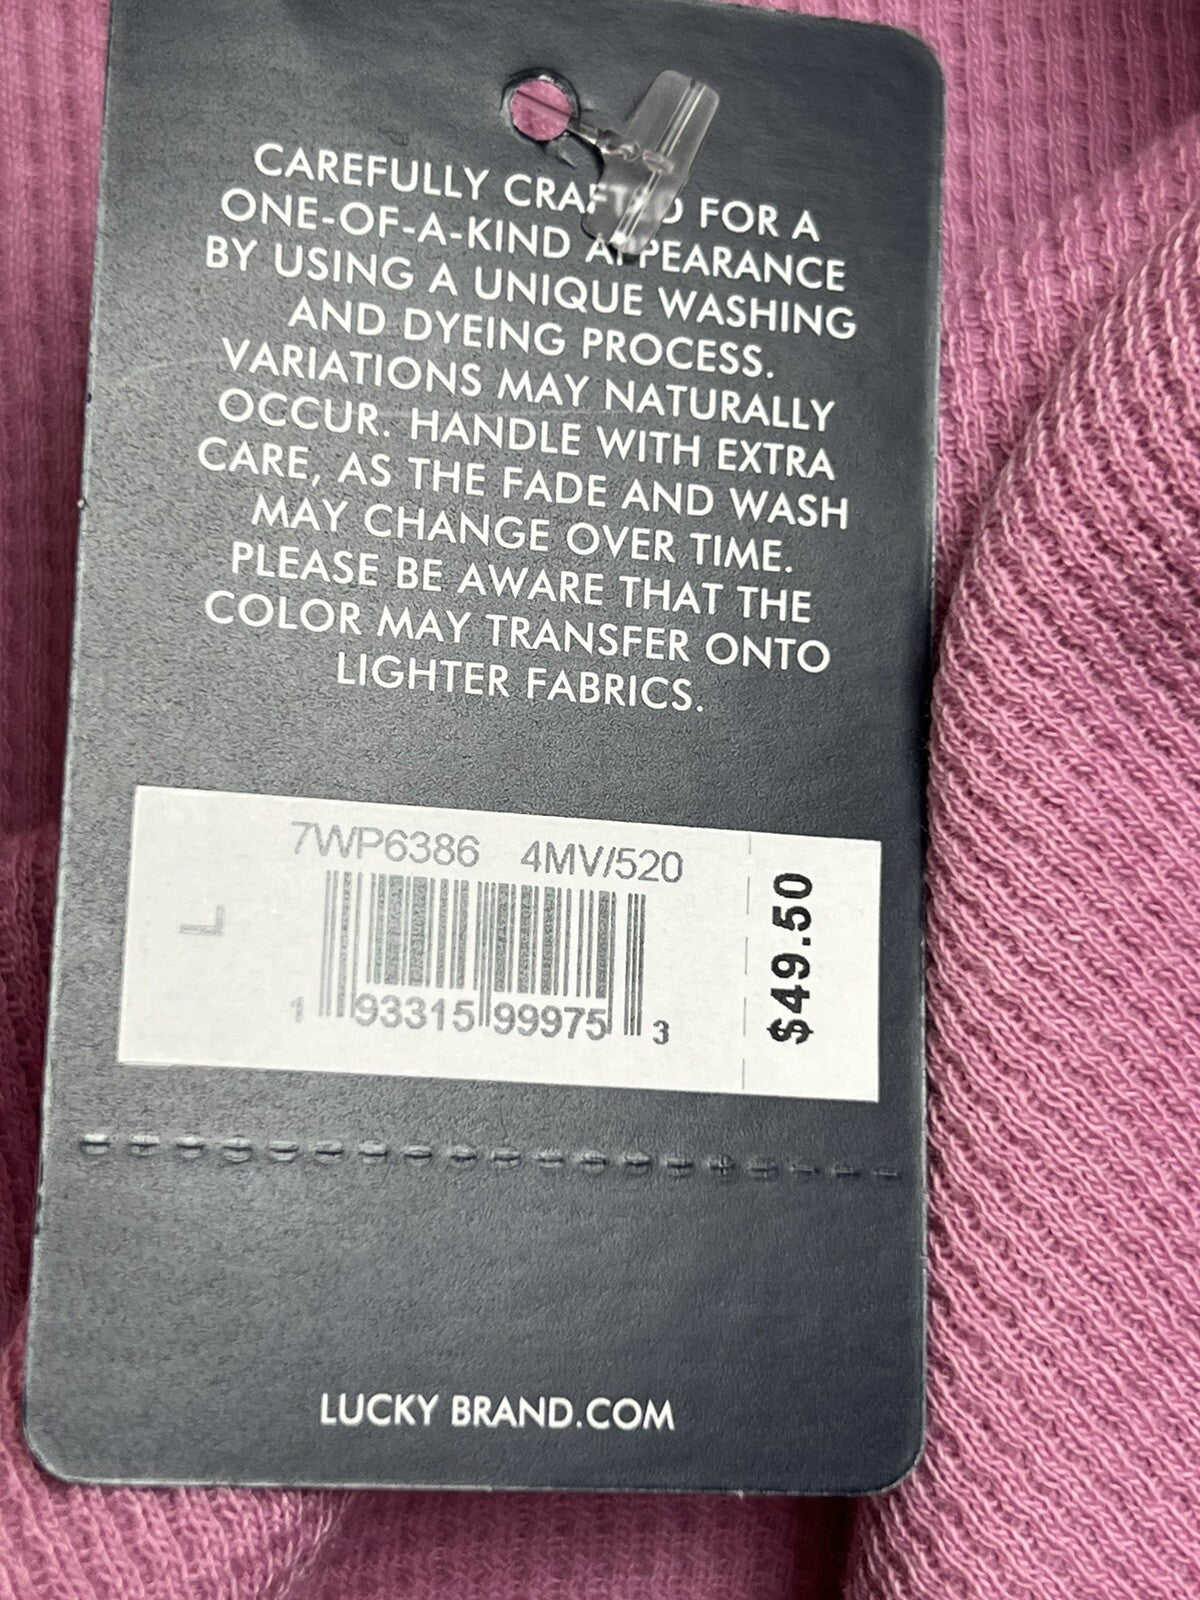 CAREFULLY CRAFTED FOR A
ONE-OF-A-KIND APPEARANCE
BY USING A UNIQUE WASHING
AND DYEING PROCESS.
VARIATIONS MAY NATURALLY
OCCUR. HANDLE WITH EXTRA
CARE, AS THE FADE AND WASH
MAY CHANGE OVER TIME.
PLEASE BE AWARE THAT THE
COLOR MAY TRANSFER ONTO
LIGHTER FABRICS.
7WP6386 4MV/520
L
1 93315 99975 3
$49.50
LUCKY BRAND.COM